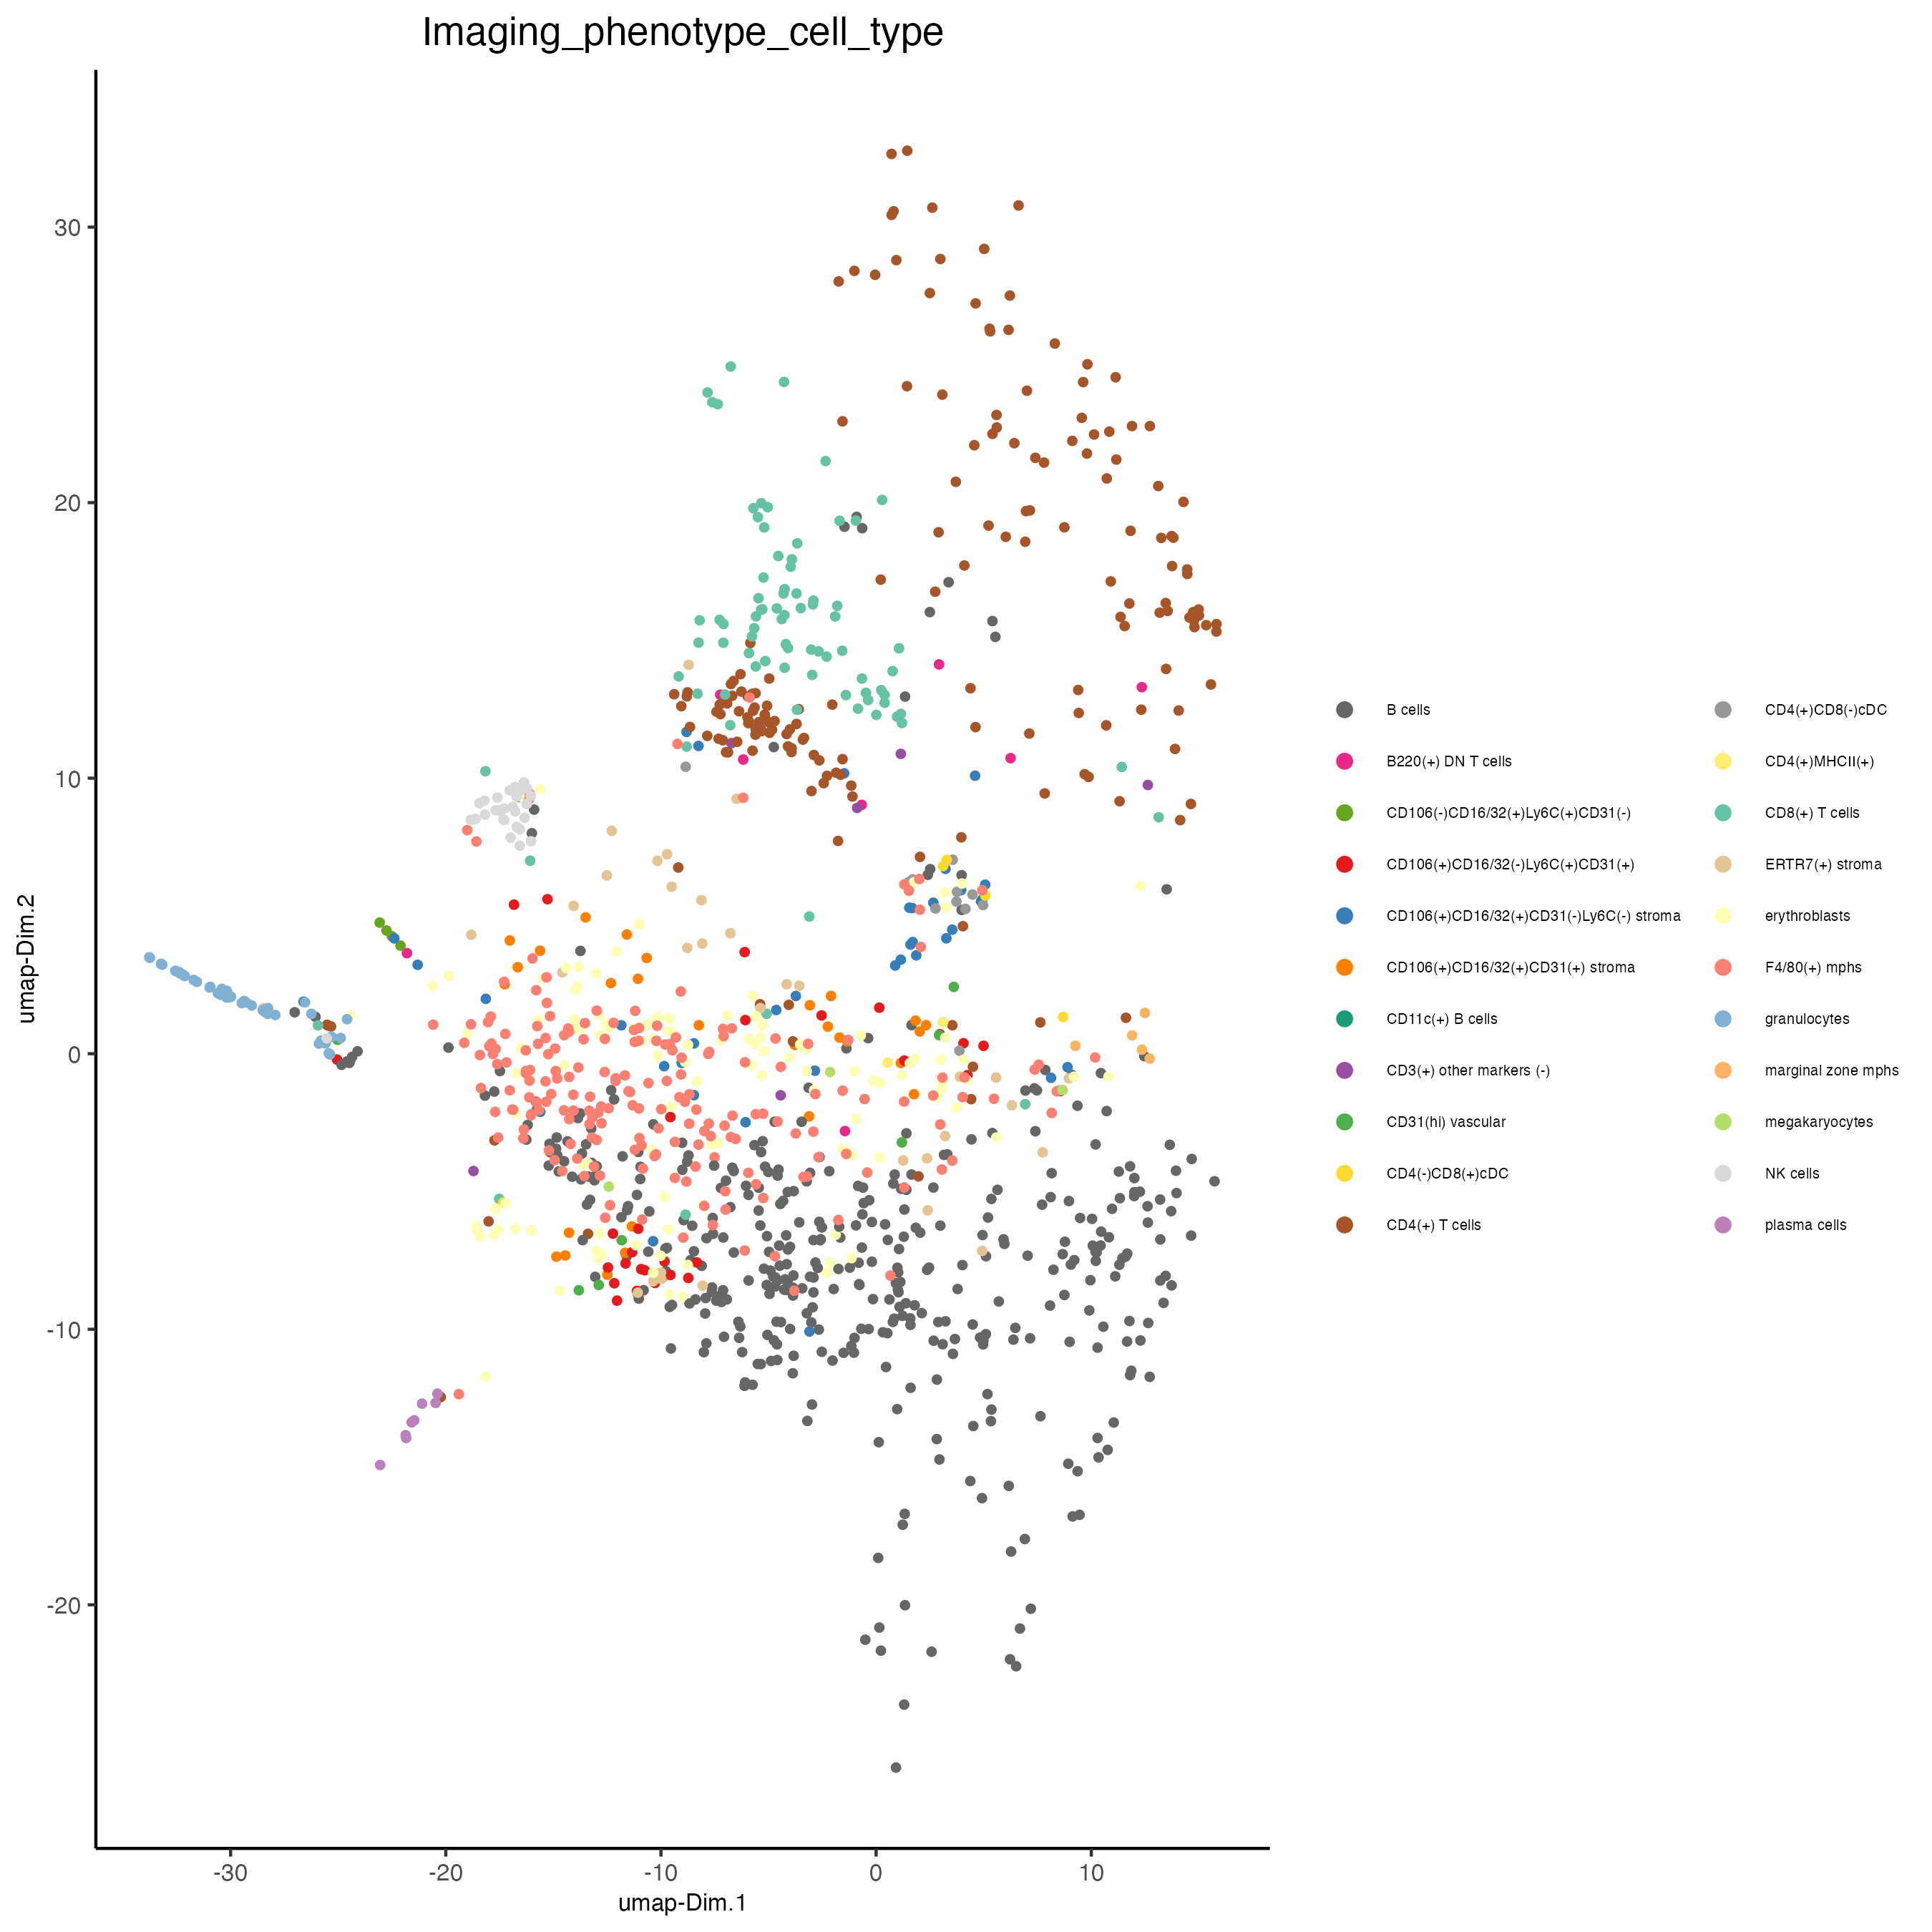 Imaging_phenotype_cell_type
umap-Dim.2
30
20
10
0
-10
-20
-30
-20
-10
0
10
umap-Dim.1
B cells
B220(+) DN T cells
CD106(-)CD16/32(+)Ly6C(+)CD31(-)
CD106(+)CD16/32(-)Ly6C(+)CD31(+)
CD106(+)CD16/32(+)CD31(-)Ly6C(-) stroma
CD106(+)CD16/32(+)CD31(+) stroma
CD11c(+) B cells
CD3(+) other markers (-)
CD31(hi) vascular
CD4(-)CD8(+)cDC
CD4(+) T cells
CD4(+)CD8(-)cDC
CD4(+)MHCII(+)
CD8(+) T cells
ERTR7(+) stroma
erythroblasts
F4/80(+) mphs
granulocytes
marginal zone mphs
megakaryocytes
NK cells
plasma cells